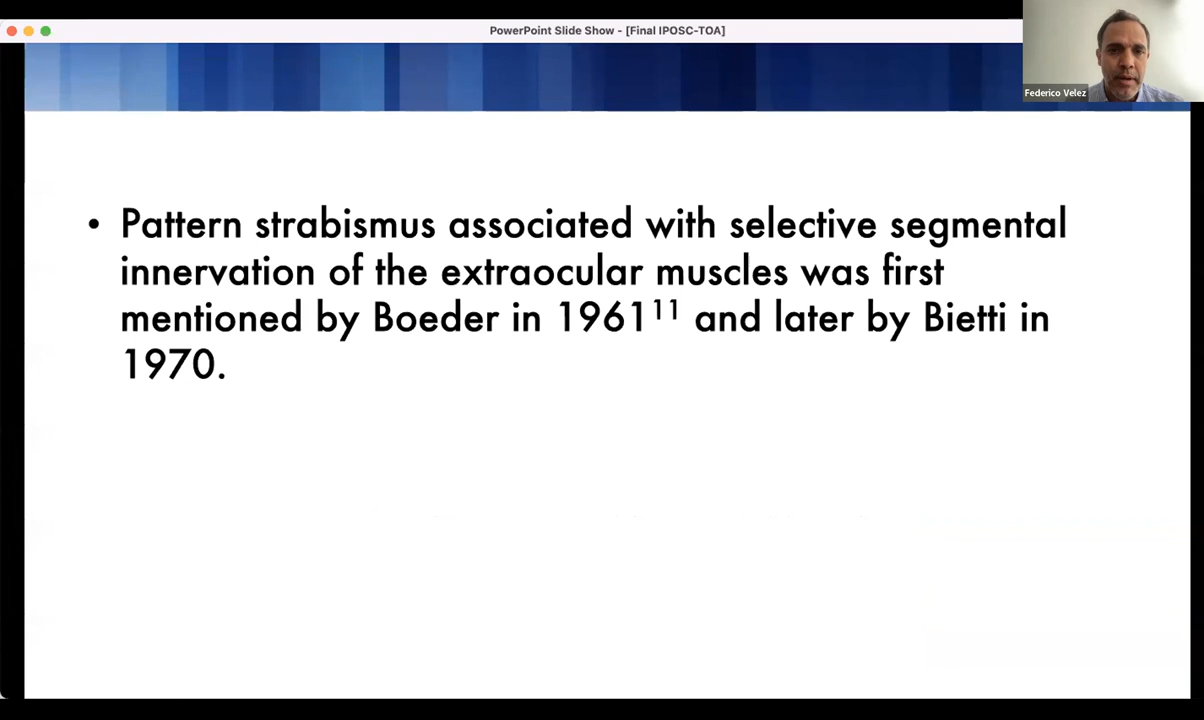 PowerPoint Slide Show - [Final IPOSC-TOA]
Federico Velez
• Pattern strabismus associated with selective segmental
innervation of the extraocular muscles was first
mentioned by Boeder in 1961¹¹ and later by Bietti in
1970.